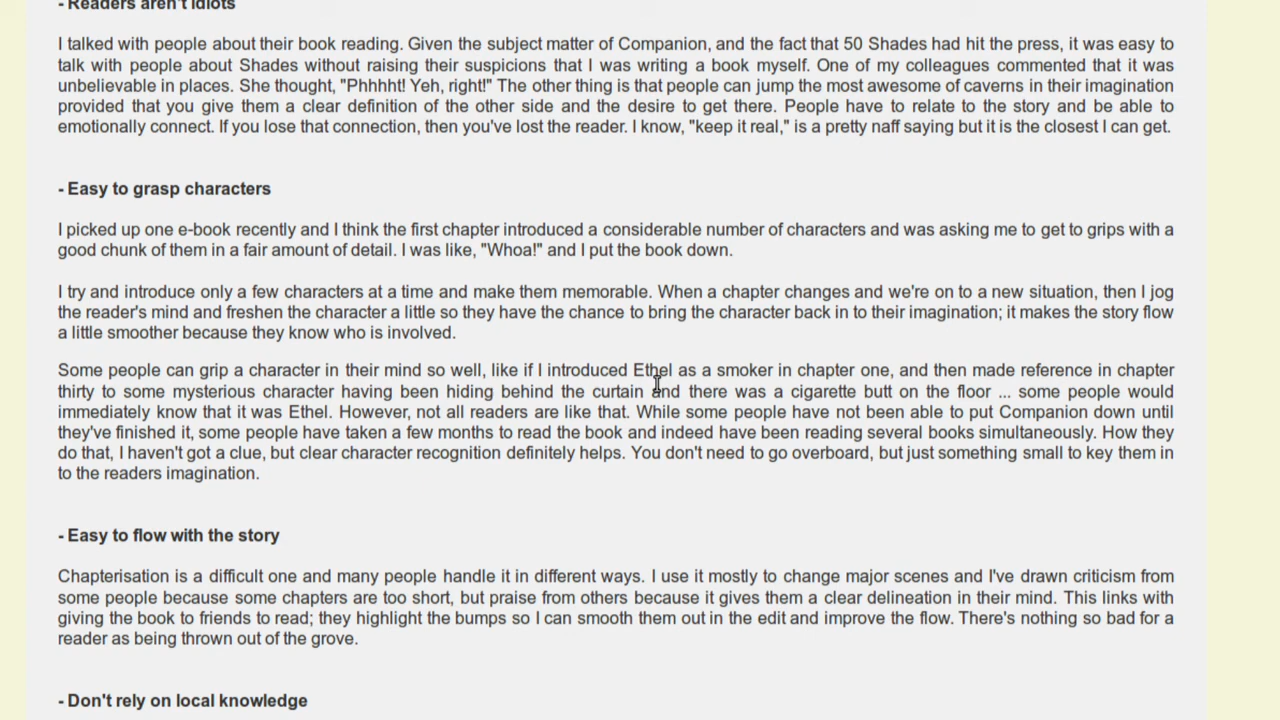 - Readers aren't idiots
I talked with people about their book reading. Given the subject matter of Companion, and the fact that 50 Shades had hit the press, it was easy to
talk with people about Shades without raising their suspicions that I was writing a book myself. One of my colleagues commented that it was
unbelievable in places. She thought, "Phhhht! Yeh, right!" The other thing is that people can jump the most awesome of caverns in their imagination
provided that you give them a clear definition of the other side and the desire to get there. People have to relate to the story and be able to
emotionally connect. If you lose that connection, then you've lost the reader. I know, "keep it real," is a pretty naff saying but it is the closest I can get.
- Easy to grasp characters
I picked up one e-book recently and I think the first chapter introduced a considerable number of characters and was asking me to get to grips with a
good chunk of them in a fair amount of detail. I was like, "Whoa!" and I put the book down.
I try and introduce only a few characters at a time and make them memorable. When a chapter changes and we're on to a new situation, then I jog
the reader's mind and freshen the character a little so they have the chance to bring the character back in to their imagination; it makes the story flow
a little smoother because they know who is involved.
Some people can grip a character in their mind so well, like if I introduced Ethel as a smoker in chapter one, and then made reference in chapter
thirty to some mysterious character having been hiding behind the curtain and there was a cigarette butt on the floor ... some people would
immediately know that it was Ethel. However, not all readers are like that. While some people have not been able to put Companion down until
they've finished it, some people have taken a few months to read the book and indeed have been reading several books simultaneously. How they
do that, I haven't got a clue, but clear character recognition definitely helps. You don't need to go overboard, but just something small to key them in
to the readers imagination.
- Easy to flow with the story
Chapterisation is a difficult one and many people handle it in different ways. I use it mostly to change major scenes and I've drawn criticism from
some people because some chapters are too short, but praise from others because it gives them a clear delineation in their mind. This links with
giving the book to friends to read; they highlight the bumps so I can smooth them out in the edit and improve the flow. There's nothing so bad for a
reader as being thrown out of the grove.
- Don't rely on local knowledge